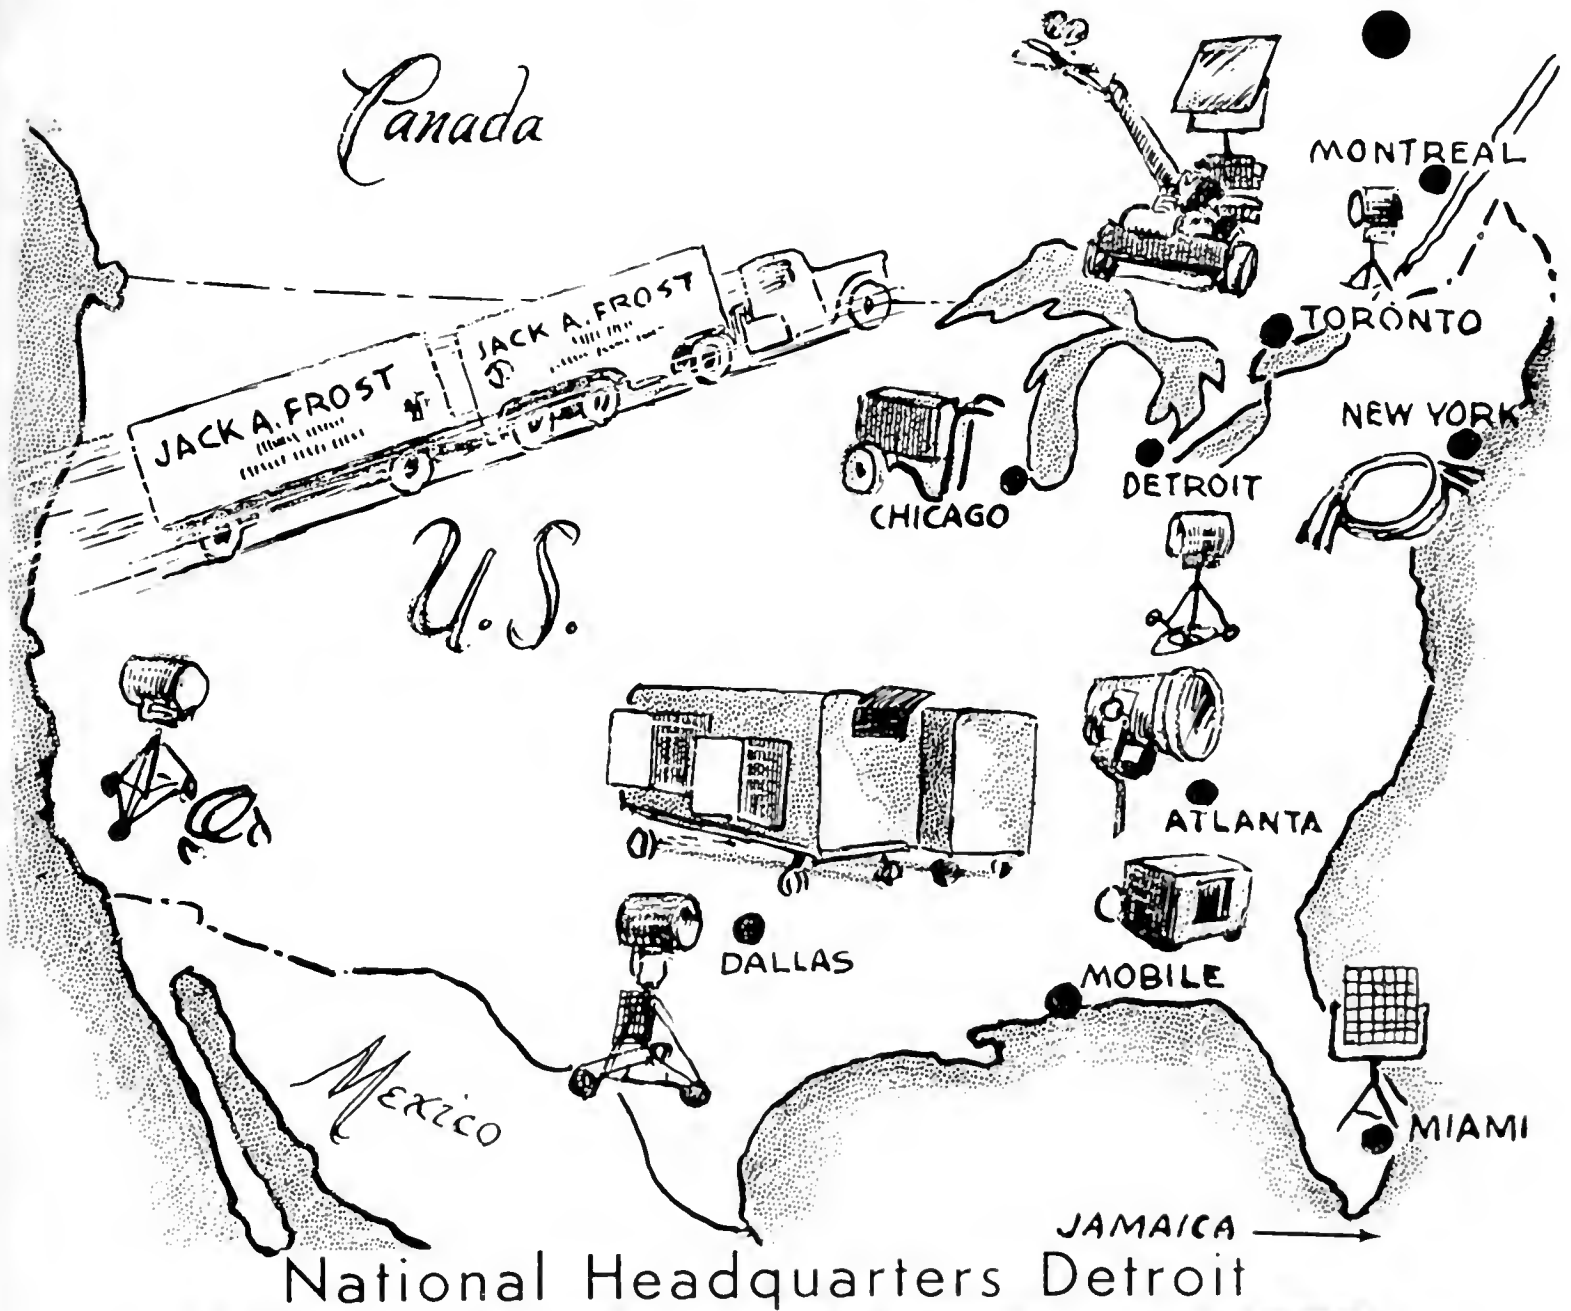 Canada
MONTREAL
JACK A. FROST
JACK A. FROST
TORONTO
NEW YORK
DETROIT
CHICAGO
U.S.
ATLANTA
DALLAS
MOBILE
Mexico
MIAMI
JAMAICA
National Headquarters Detroit